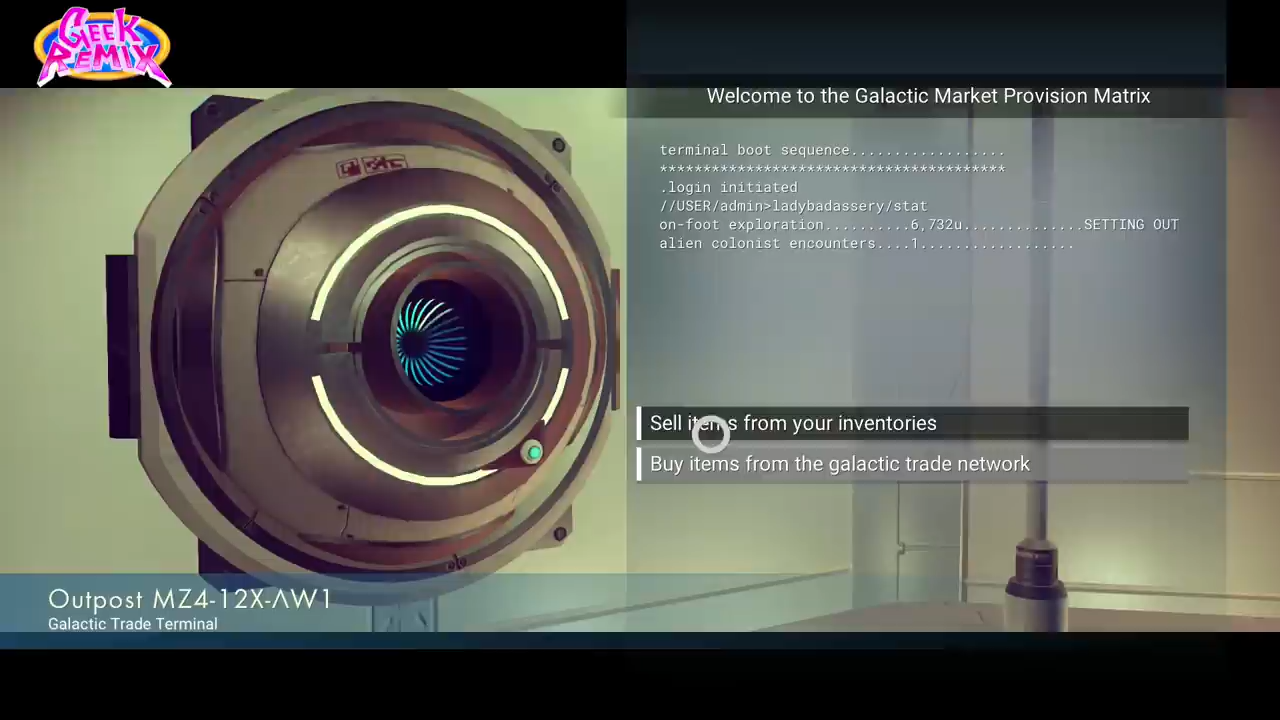 GEEK
REMIX
Welcome to the Galactic Market Provision Matrix
terminal boot sequence..................
****************************************
.login initiated
//USER/admin>ladybadassery/stat
on-foot exploration..........6,732u..............SETTING OUT
alien colonist encounters....1..................
Sell items from your inventories
Buy items from the galactic trade network
Outpost MZ4-12X-ΛW1
Galactic Trade Terminal